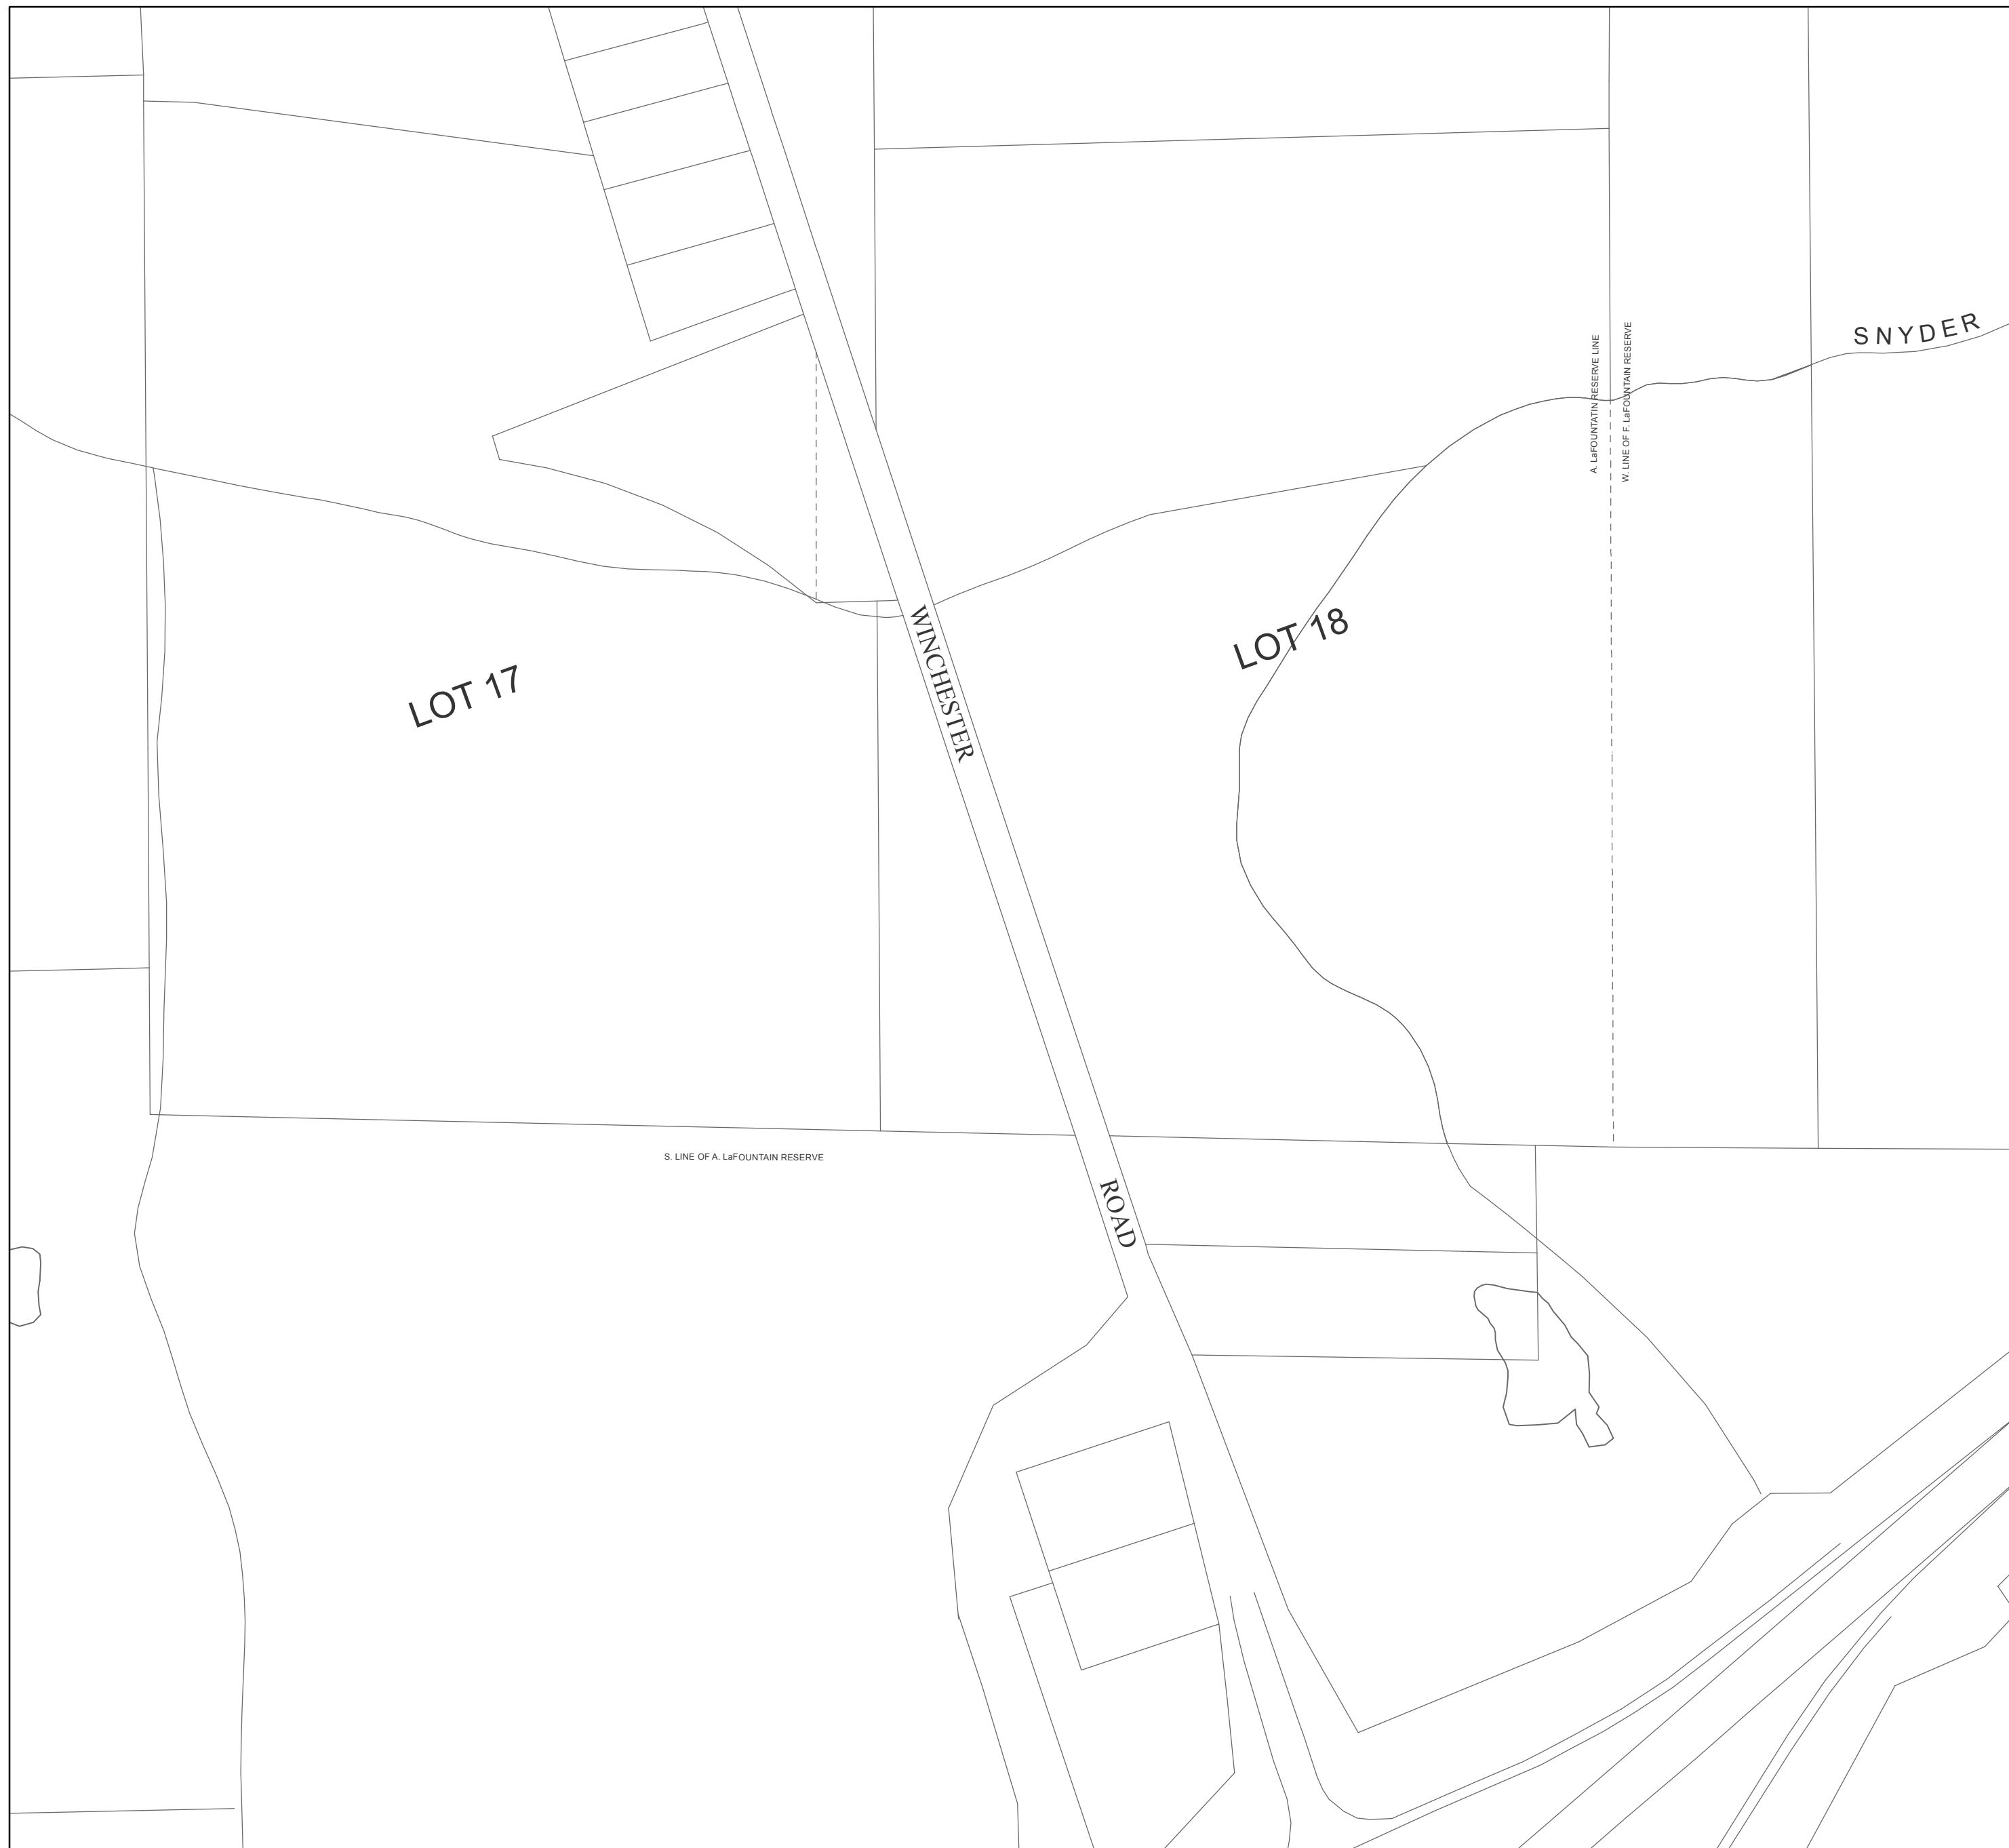 SNYDER
A. LaFOUNTATIN RESERVE LINE
W. LINE OF F. LaFOUNTAIN RESERVE
LOT 17
WINCHESTER
LOT 18
S. LINE OF A. LaFOUNTAIN RESERVE
ROAD